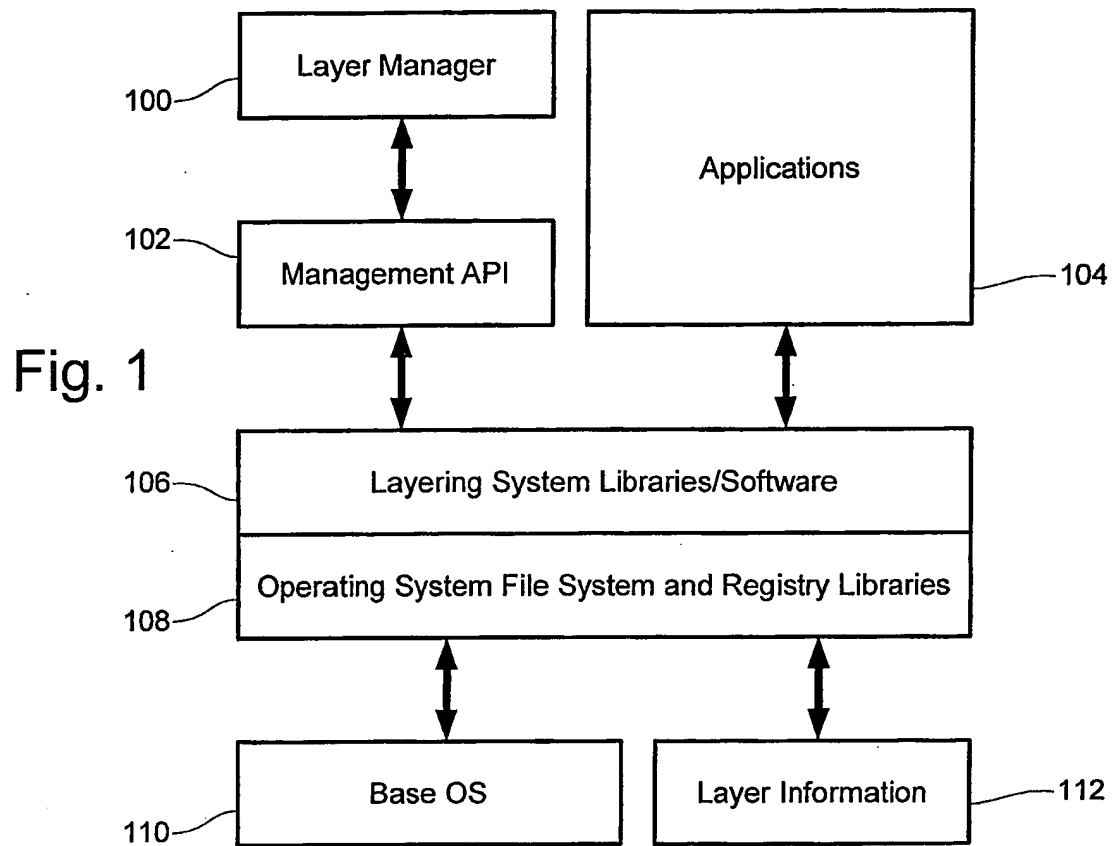 Layer Manager
100
Applications
102
Management API
104
Fig. 1
106
Layering System Libraries/Software
Operating System File System and Registry Libraries
108
Base OS
Layer Information
112
110